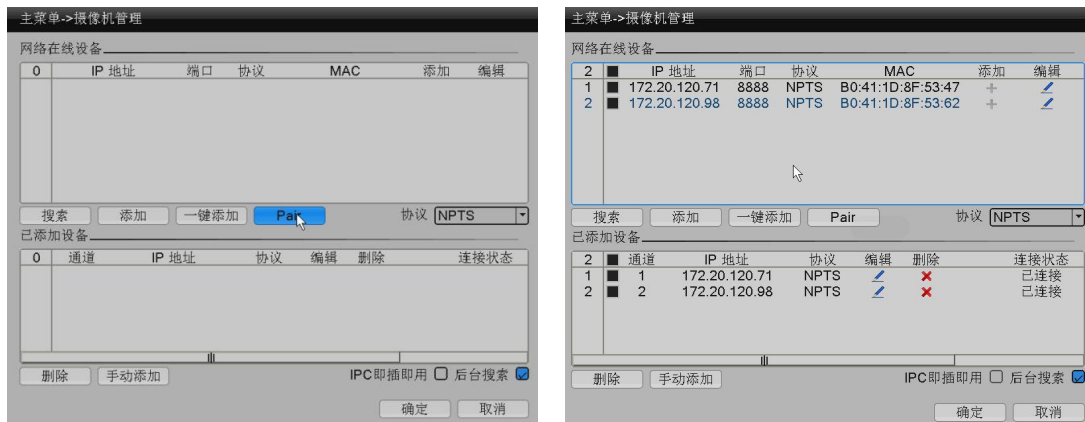 主菜单->摄像机管理
网络在线设备
0 IP 地址 端口 协议 MAC 添加 编辑
搜索 添加 一键添加 Pair 协议 NPTS
已添加设备
0 通道 IP 地址 协议 编辑 删除 连接状态
删除 手动添加 IPC即插即用 后台搜索
确定 取消
主菜单->摄像机管理
网络在线设备
2 IP 地址 端口 协议 MAC 添加 编辑
1 172.20.120.71 8888 NPTS B0:41:1D:8F:53:47
2 172.20.120.98 8888 NPTS B0:41:1D:8F:53:62
搜索 添加 一键添加 Pair 协议 NPTS
已添加设备
2 通道 IP 地址 协议 编辑 删除 连接状态
1 1 172.20.120.71 NPTS 已连接
2 2 172.20.120.98 NPTS 已连接
删除 手动添加 IPC即插即用 后台搜索
确定 取消